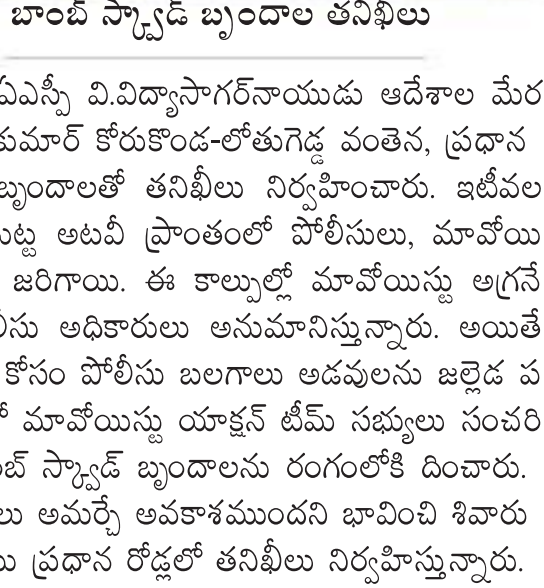 బాంబ్ స్క్వాడ్ బృందాల తనిఖీలు
ఏఎస్పీ వి.విద్యాసాగర్‌నాయుడు ఆదేశాల మేర
కుమార్ కోరుకొండ-లోతుగెడ్డ వంతెన, ప్రధాన
బృందాలతో తనిఖీలు నిర్వహించారు. ఇటీవల
అటవీ ప్రాంతంలో పోలీసులు, మావోయి
జరిగాయి. ఈ కాల్పుల్లో మావోయిస్టు అగ్రనే
అధికారులు అనుమానిస్తున్నారు. అయితే
కోసం పోలీసు బలగాలు అడవులను జల్లెడ ప
మావోయిస్టు యాక్షన్ టీమ్ సభ్యులు సంచరి
స్క్వాడ్ బృందాలను రంగంలోకి దించారు.
లు అమర్చే అవకాశముందని భావించి శివారు
ప్రధాన రోడ్లలో తనిఖీలు నిర్వహిస్తున్నారు.